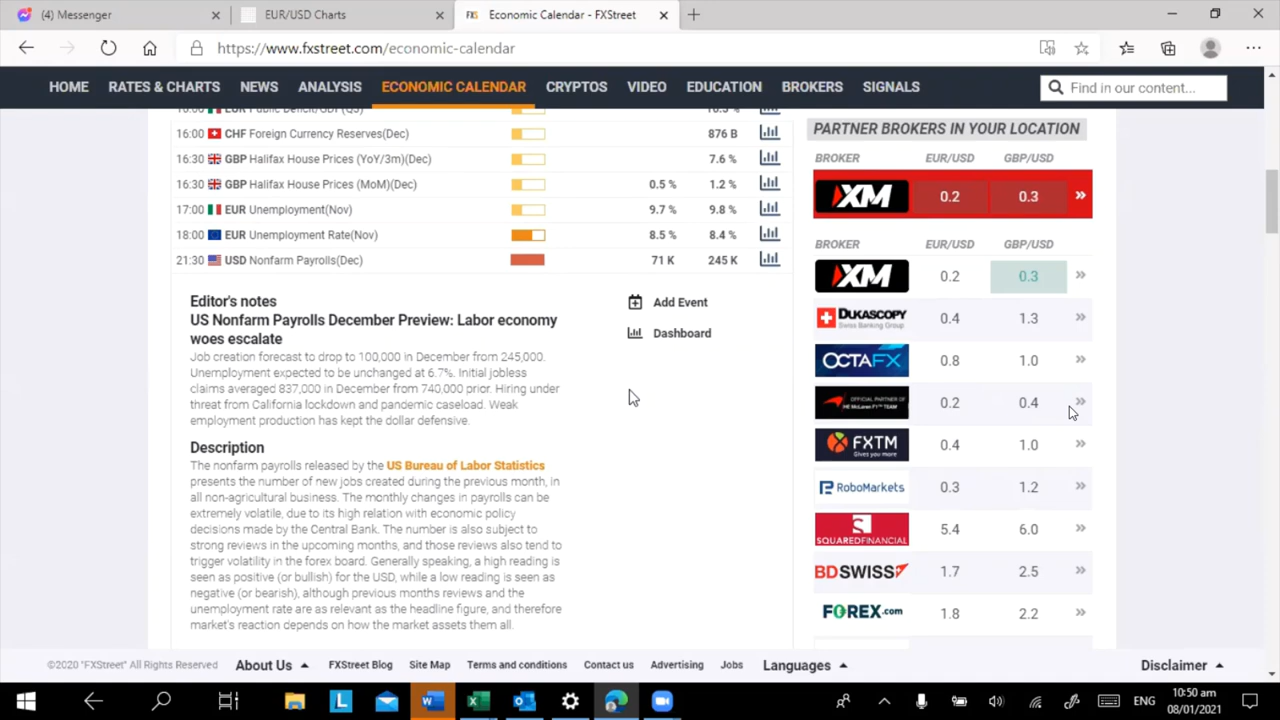 (4) Messenger
EUR/USD Charts
FXS Economic Calendar - FXStreet
https://www.fxstreet.com/economic-calendar
HOME RATES & CHARTS NEWS ANALYSIS ECONOMIC CALENDAR CRYPTOS VIDEO EDUCATION BROKERS SIGNALS Find in our content...
16:00 CHF Foreign Currency Reserves(Dec) 876 B
16:30 GBP Halifax House Prices (YoY/3m)(Dec) 7.6 %
16:30 GBP Halifax House Prices (MoM)(Dec) 0.5 % 1.2 %
17:00 EUR Unemployment(Nov) 9.7 % 9.8 %
18:00 EUR Unemployment Rate(Nov) 8.5 % 8.4 %
21:30 USD Nonfarm Payrolls(Dec) 71 K 245 K
Editor's notes
US Nonfarm Payrolls December Preview: Labor economy
woes escalate
Job creation forecast to drop to 100,000 in December from 245,000.
Unemployment expected to be unchanged at 6.7%. Initial jobless
claims averaged 837,000 in December from 740,000 prior. Hiring under
threat from California lockdown and pandemic caseload. Weak
employment production has kept the dollar defensive.
Add Event
Dashboard
Description
The nonfarm payrolls released by the US Bureau of Labor Statistics
presents the number of new jobs created during the previous month, in
all non-agricultural business. The monthly changes in payrolls can be
extremely volatile, due to its high relation with economic policy
decisions made by the Central Bank. The number is also subject to
strong reviews in the upcoming months, and those reviews also tend to
trigger volatility in the forex board. Generally speaking, a high reading is
seen as positive (or bullish) for the USD, while a low reading is seen as
negative (or bearish), although previous months reviews and the
unemployment rate are as relevant as the headline figure, and therefore
market's reaction depends on how the market assets them all.
PARTNER BROKERS IN YOUR LOCATION
BROKER EUR/USD GBP/USD
XM 0.2 0.3 »
BROKER EUR/USD GBP/USD
XM 0.2 0.3 »
DUKASCOPY Swiss Banking Group 0.4 1.3 »
OCTAFX 0.8 1.0 »
OFFICIAL PARTNER OF
HE McLaren F1™ TEAM 0.2 0.4 »
FXTM Gives you more 0.4 1.0 »
ROBOMARKETS 0.3 1.2 »
SQUAREDFINANCIAL 5.4 6.0 »
BDSWISS 1.7 2.5 »
FOREX.com 1.8 2.2 »
©2020 "FXStreet" All Rights Reserved About Us FXStreet Blog Site Map Terms and conditions Contact us Advertising Jobs Languages Disclaimer
ENG
10:50 am
08/01/2021